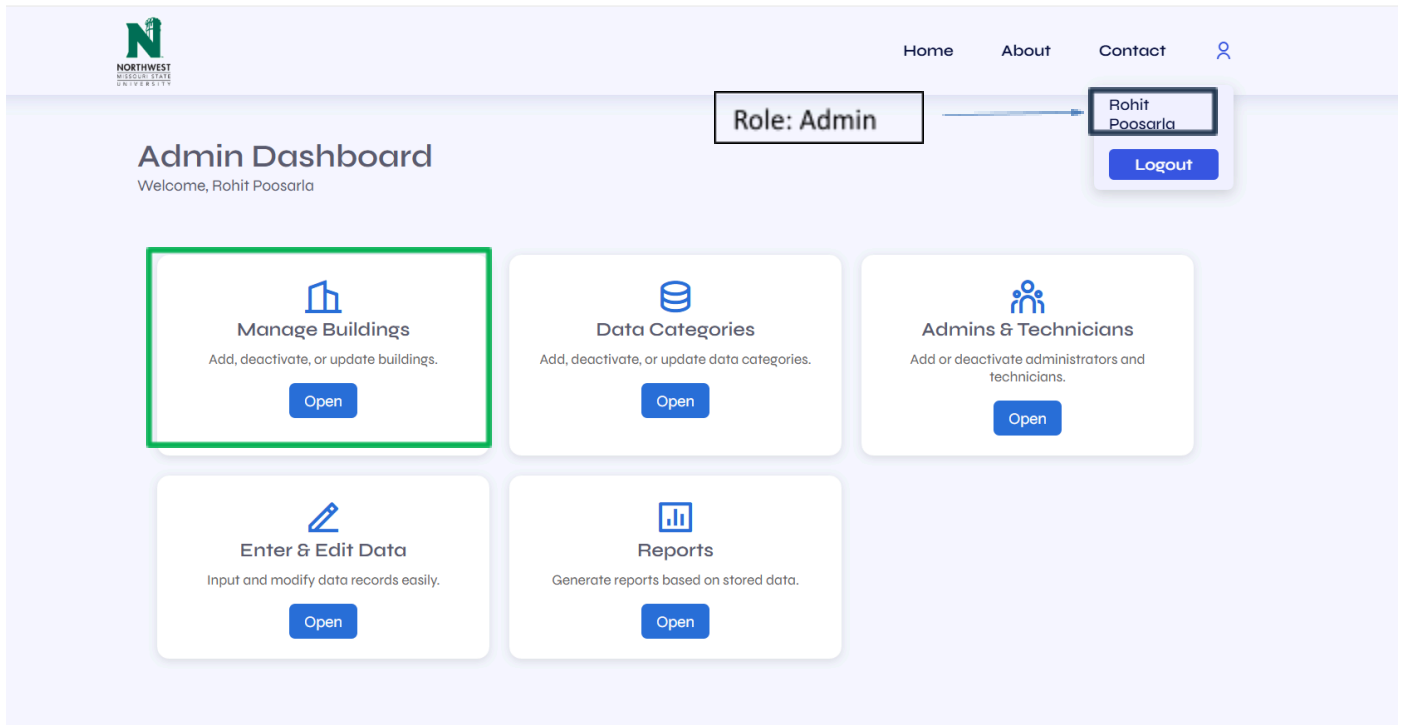 NORTHWEST
MISSOURI STATE
UNIVERSITY
Home
About
Contact
Role: Admin
Rohit
Poosarla
Logout
Admin Dashboard
Welcome, Rohit Poosarla
Manage Buildings
Add, deactivate, or update buildings.
Open
Data Categories
Add, deactivate, or update data categories.
Open
Admins & Technicians
Add or deactivate administrators and
technicians.
Open
Enter & Edit Data
Input and modify data records easily.
Open
Reports
Generate reports based on stored data.
Open